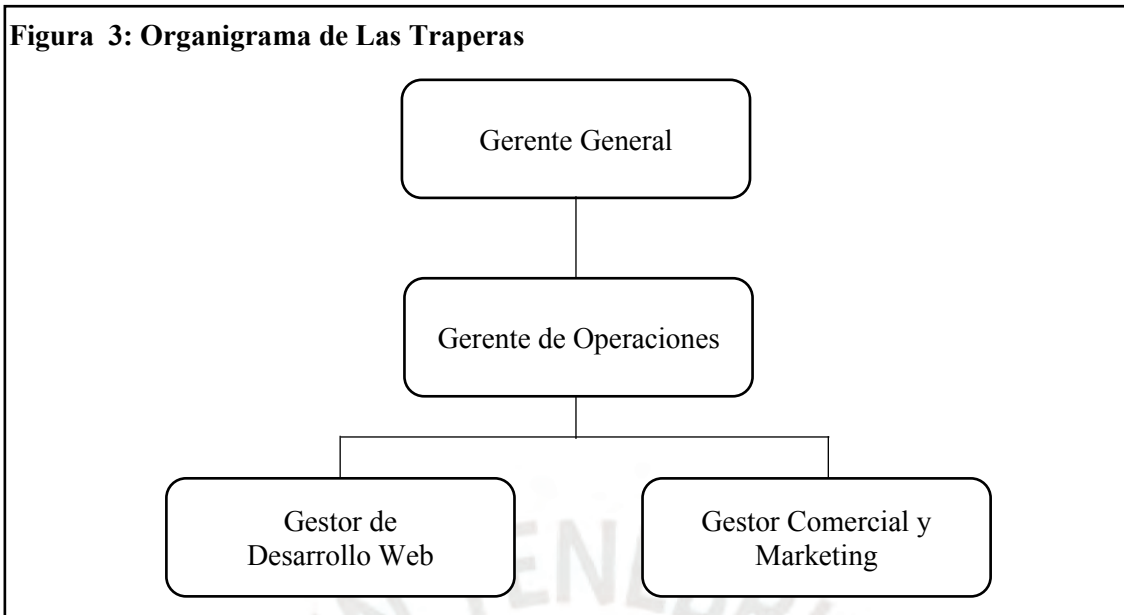 Figura 3: Organigrama de Las Traperas
Gerente General
Gerente de Operaciones
Gestor de
Desarrollo Web
Gestor Comercial y
Marketing